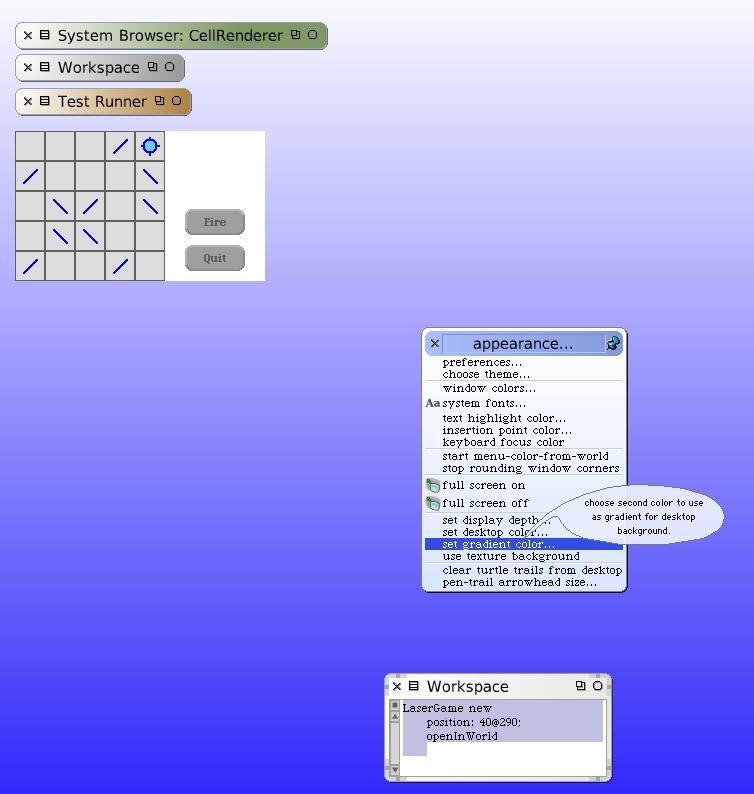 System Browser: CellRenderer
Workspace
Test Runner
Fire
Quit
appearance...
preferences...
choose theme...
window colors...
Aa system fonts...
text highlight color...
insertion point color...
keyboard focus color
start menu-color-from-world
stop rounding window corners
full screen on
full screen off
set display depth...
set desktop color...
set gradient color...
use texture background
clear turtle trails from desktop
pen-trail arrowhead size...
choose second color to use
as gradient for desktop
background.
Workspace
LaserGame new
position: 40@290;
openInWorld